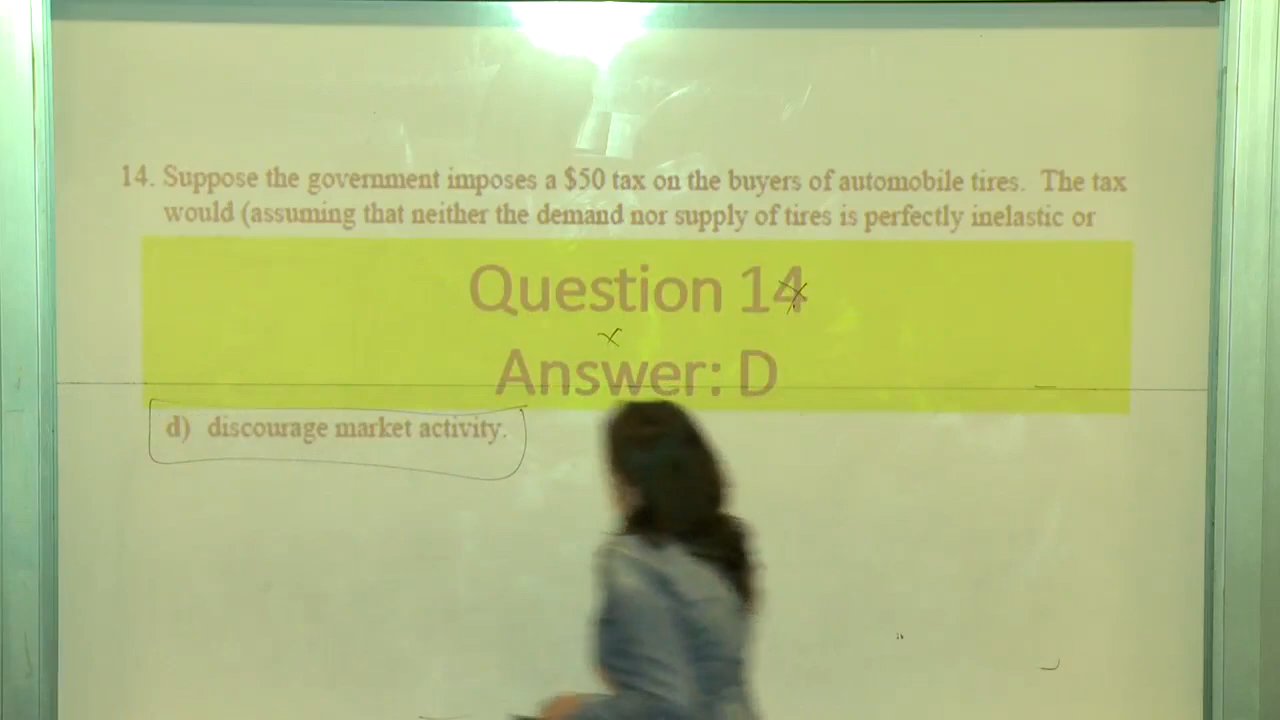 14. Suppose the government imposes a $50 tax on the buyers of automobile tires. The tax
would (assuming that neither the demand nor supply of tires is perfectly inelastic or
Question 14
Answer: D
d) discourage market activity.